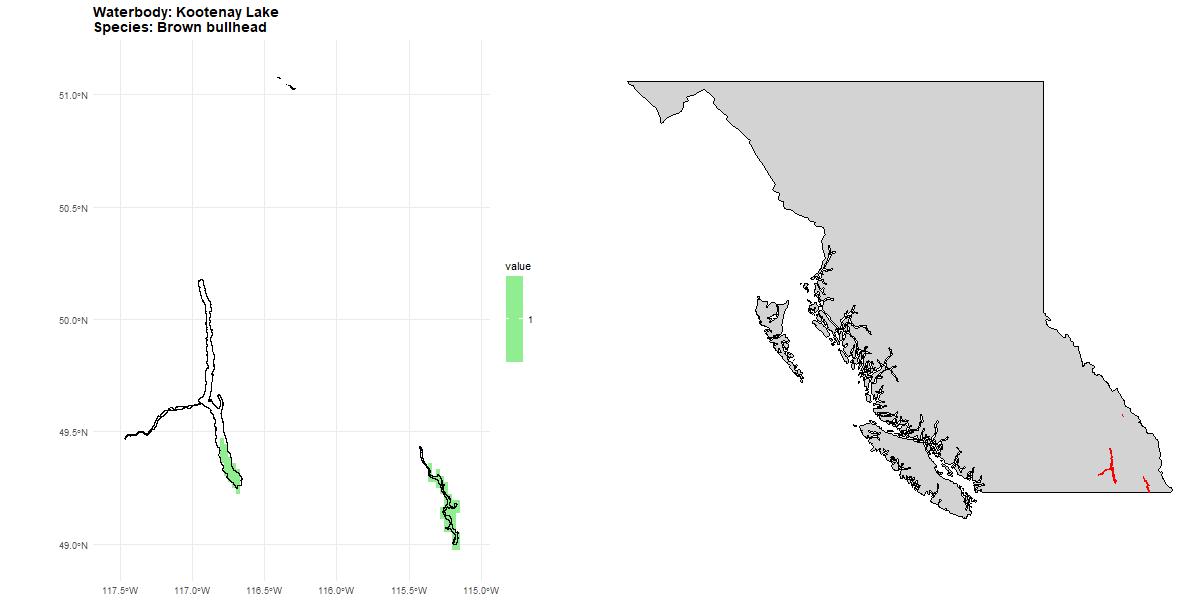 Waterbody: Kootenay Lake
Species: Brown bullhead
51.0°N
50.5°N
50.0°N
49.5°N
49.0°N
117.5°W 117.0°W 116.5°W 116.0°W 115.5°W 115.0°W
value
1